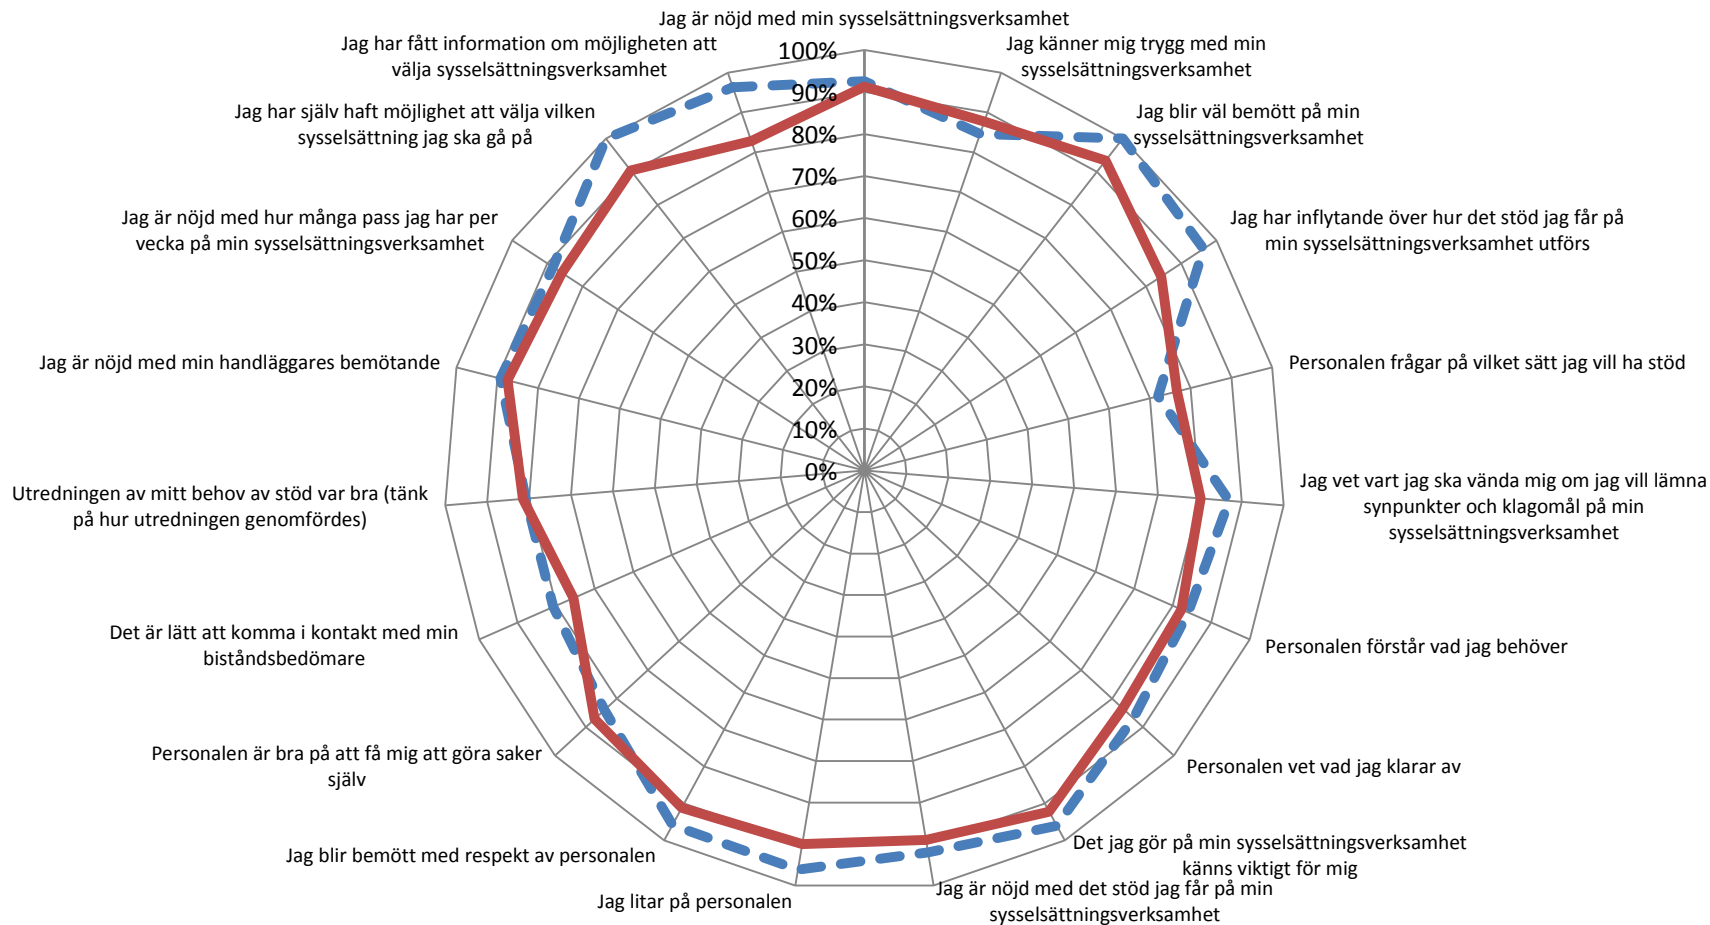 Jag är nöjd med min sysselsättningsverksamhet
Jag känner mig trygg med min
sysselsättningsverksamhet
Jag blir väl bemött på min
sysselsättningsverksamhet
Jag har inflytande över hur det stöd jag får på
min sysselsättningsverksamhet utförs
Personalen frågar på vilket sätt jag vill ha stöd
Jag vet vart jag ska vända mig om jag vill lämna
synpunkter och klagomål på min
sysselsättningsverksamhet
Personalen förstår vad jag behöver
Personalen vet vad jag klarar av
Det jag gör på min sysselsättningsverksamhet
känns viktigt för mig
Jag är nöjd med det stöd jag får på min
sysselsättningsverksamhet
Jag litar på personalen
Jag blir bemött med respekt av personalen
Personalen är bra på att få mig att göra saker
själv
Det är lätt att komma i kontakt med min
biståndsbedömare
Utredningen av mitt behov av stöd var bra (tänk
på hur utredningen genomfördes)
Jag är nöjd med min handläggares bemötande
Jag är nöjd med hur många pass jag har per
vecka på min sysselsättningsverksamhet
Jag har själv haft möjlighet att välja vilken
sysselsättning jag ska gå på
Jag har fått information om möjligheten att
välja sysselsättningsverksamhet
100%
90%
80%
70%
60%
50%
40%
30%
20%
10%
0%